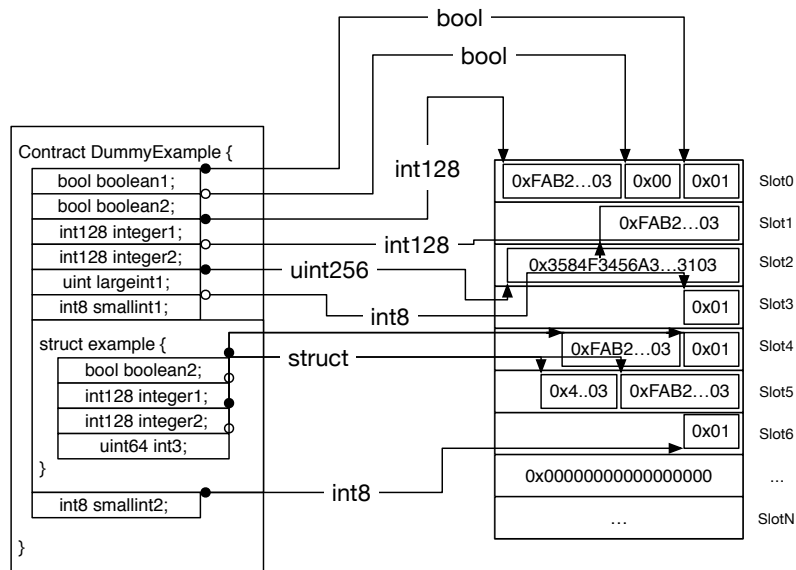 bool
bool
Contract DummyExample {
bool boolean1;
bool boolean2;
int128 integer1;
int128 integer2;
uint largeint1;
int8 smallint1;
struct example {
bool boolean2;
int128 integer1;
int128 integer2;
uint64 int3;
}
int8 smallint2;
}
int128
int128
uint256
int8
struct
int8
0xFAB2...03 0x00 0x01 Slot0
0xFAB2...03 Slot1
0x3584F3456A3...3103 Slot2
0x01 Slot3
0xFAB2...03 0x01 Slot4
0x4..03 0xFAB2...03 Slot5
0x01 Slot6
0x00000000000000000 ...
... SlotN